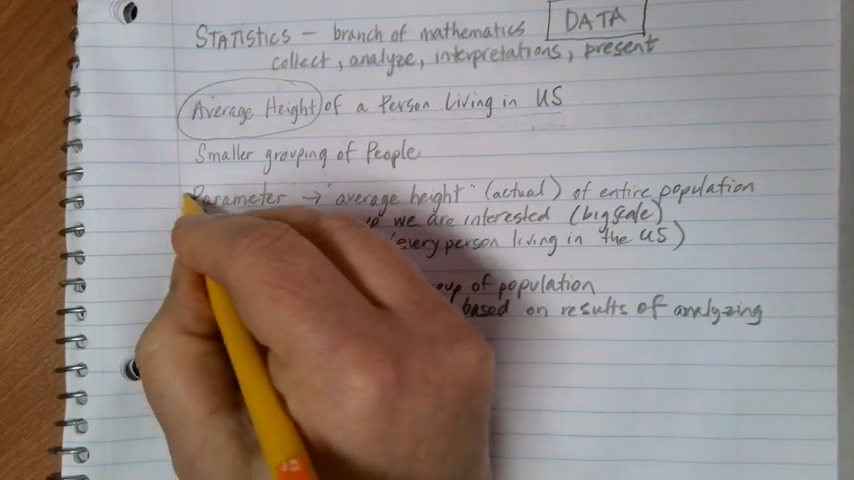 STATISTICS – branch of mathematics DATA
collect, analyze, interpretations, present
Average Height of a Person Living in US
Smaller grouping of People
Parameter → "average height" (actual) of entire population
we are interested (big scale)
(every person living in the US)
of population
based on results of analyzing